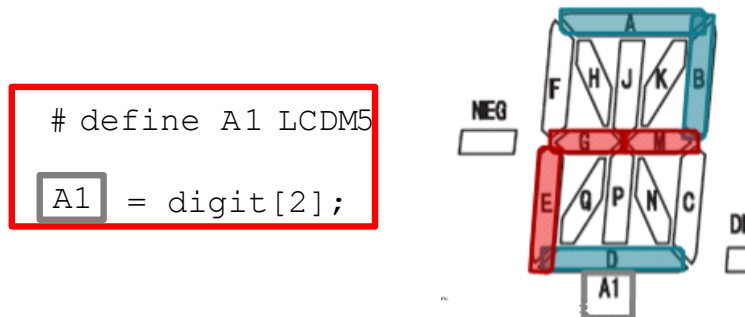 # define A1 LCDM5
A1 = digit[2];
A
F
H
J
K
B
NEG
G
M
E
Q
P
N
C
D
A1